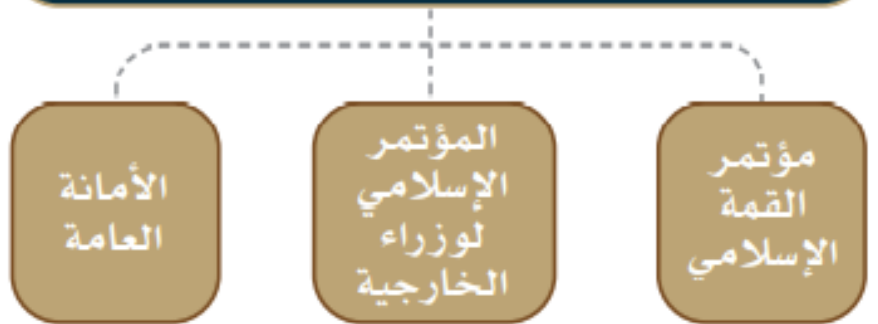 مؤتمر
القمة
الإسلامي
المؤتمر
الإسلامي
لوزراء
الخارجية
الأمانة
العامة